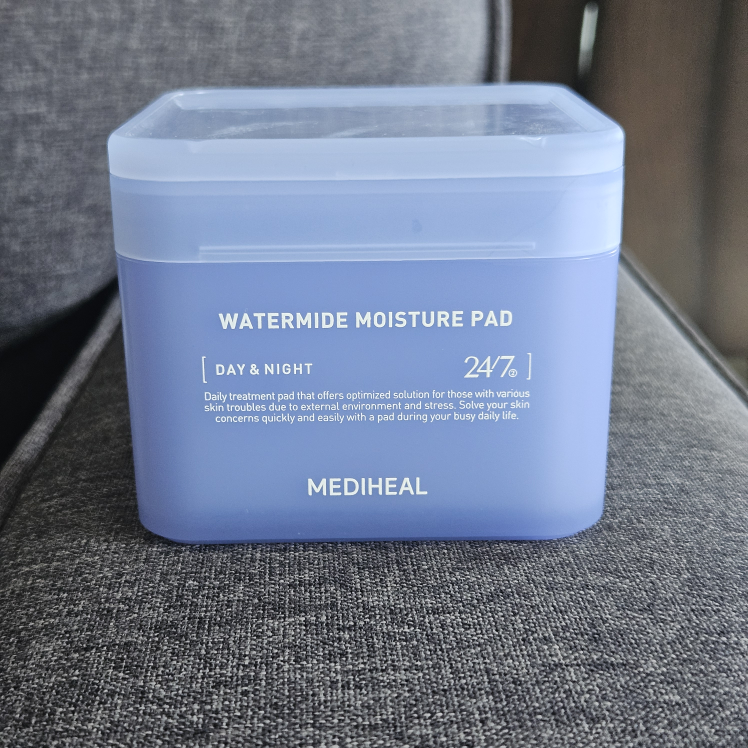 WATERMIDE MOISTURE PAD
[ DAY & NIGHT 24/7 ]
Daily treatment pad that offers optimized solution for those with various
skin troubles due to external environment and stress. Solve your skin
concerns quickly and easily with a pad during your busy daily life.
MEDIHEAL